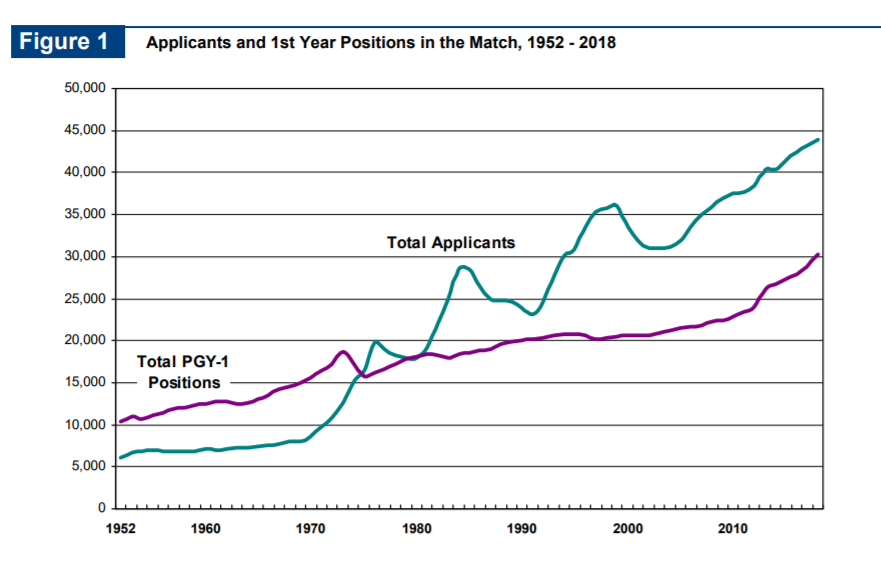 Figure 1
Applicants and 1st Year Positions in the Match, 1952 - 2018
50,000
45,000
40,000
35,000
30,000
25,000
20,000
15,000
10,000
5,000
0
Total Applicants
Total PGY-1
Positions
1952 1960 1970 1980 1990 2000 2010